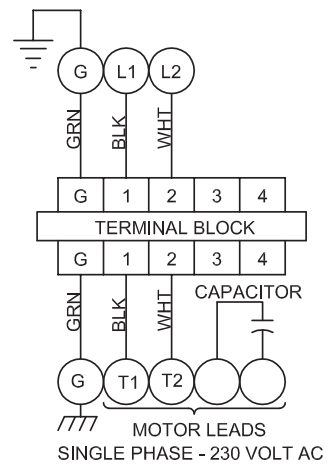 G L1 L2
GRN BLK WHT
G 1 2 3 4
TERMINAL BLOCK
G 1 2 3 4
CAPACITOR
GRN BLK WHT
G T1 T2
MOTOR LEADS
SINGLE PHASE - 230 VOLT AC